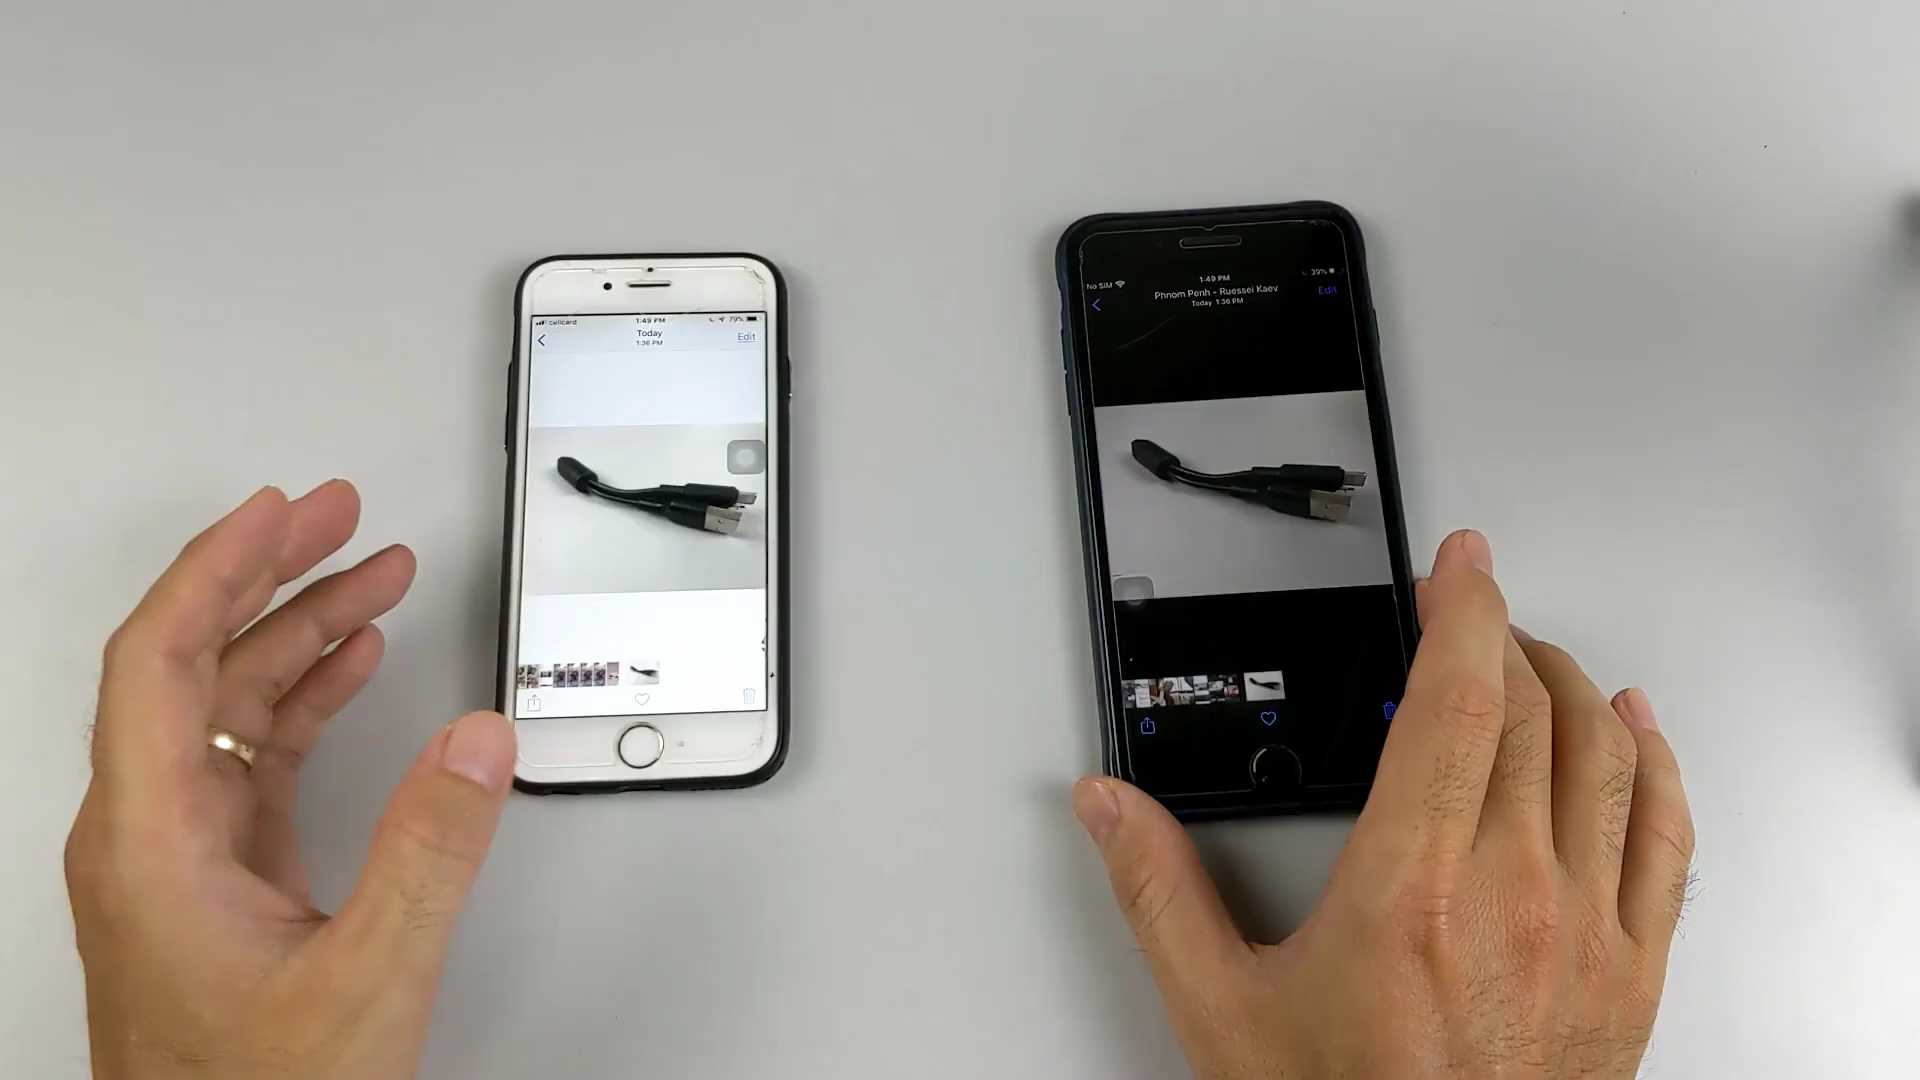 cellcard
1:49 PM
79%
Today
1:36 PM
Edit
No SIM
1:49 PM
39%
Phnom Penh - Ruessei Kaev
Today 1:36 PM
Edit